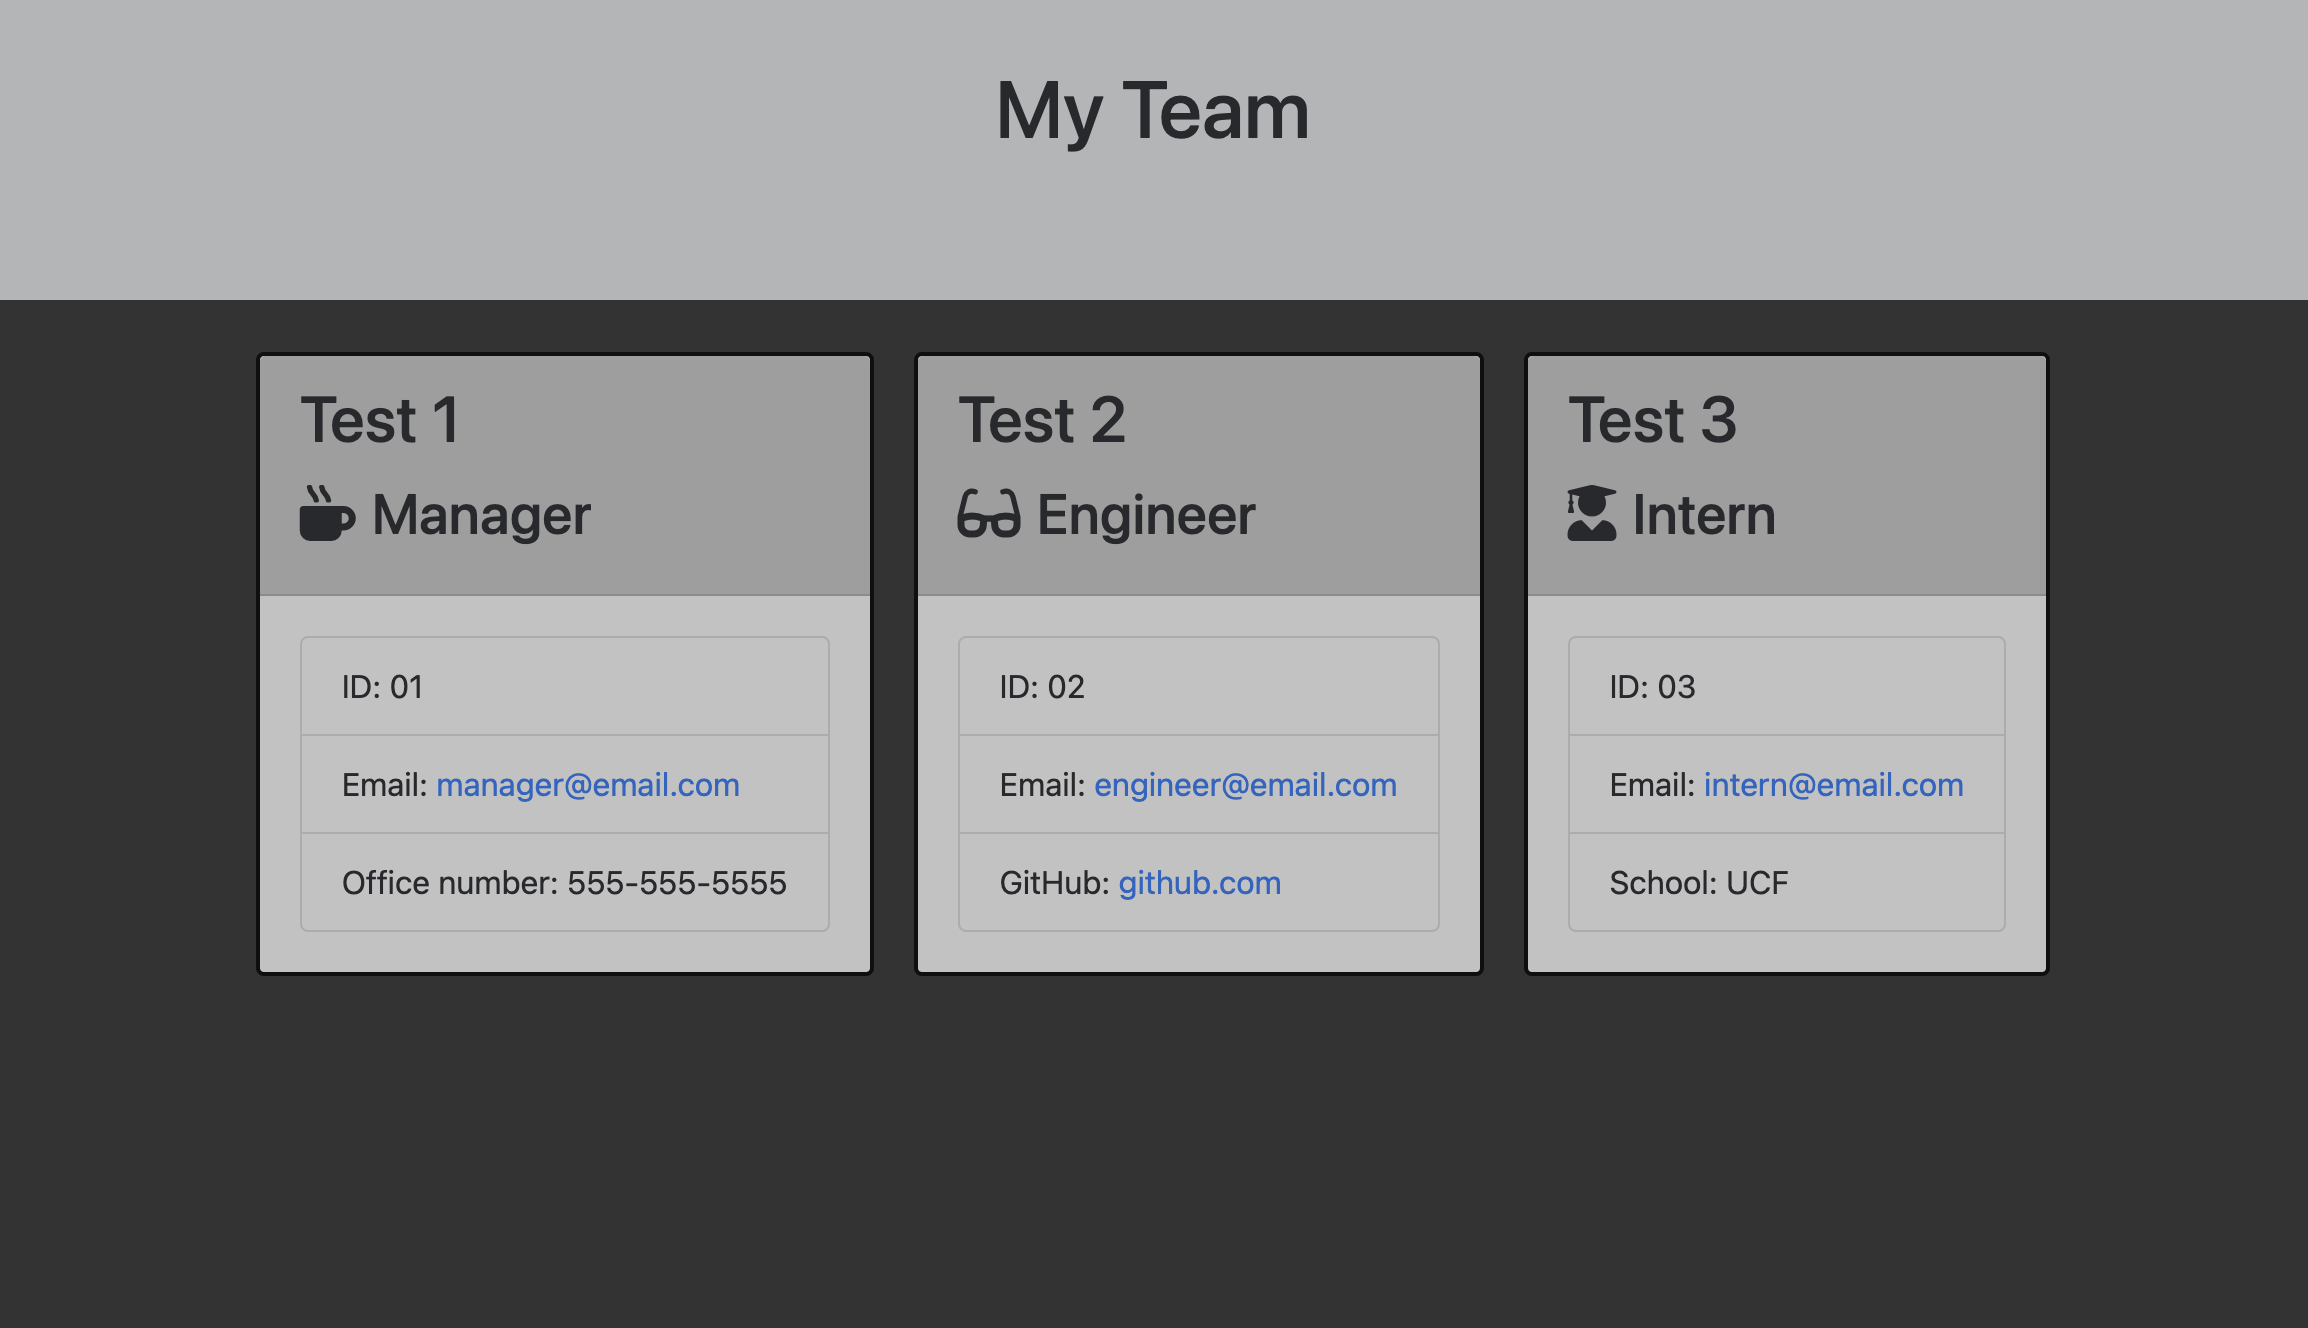 My Team
Test 1
Manager
ID: 01
Email: manager@email.com
Office number: 555-555-5555
Test 2
Engineer
ID: 02
Email: engineer@email.com
GitHub: github.com
Test 3
Intern
ID: 03
Email: intern@email.com
School: UCF